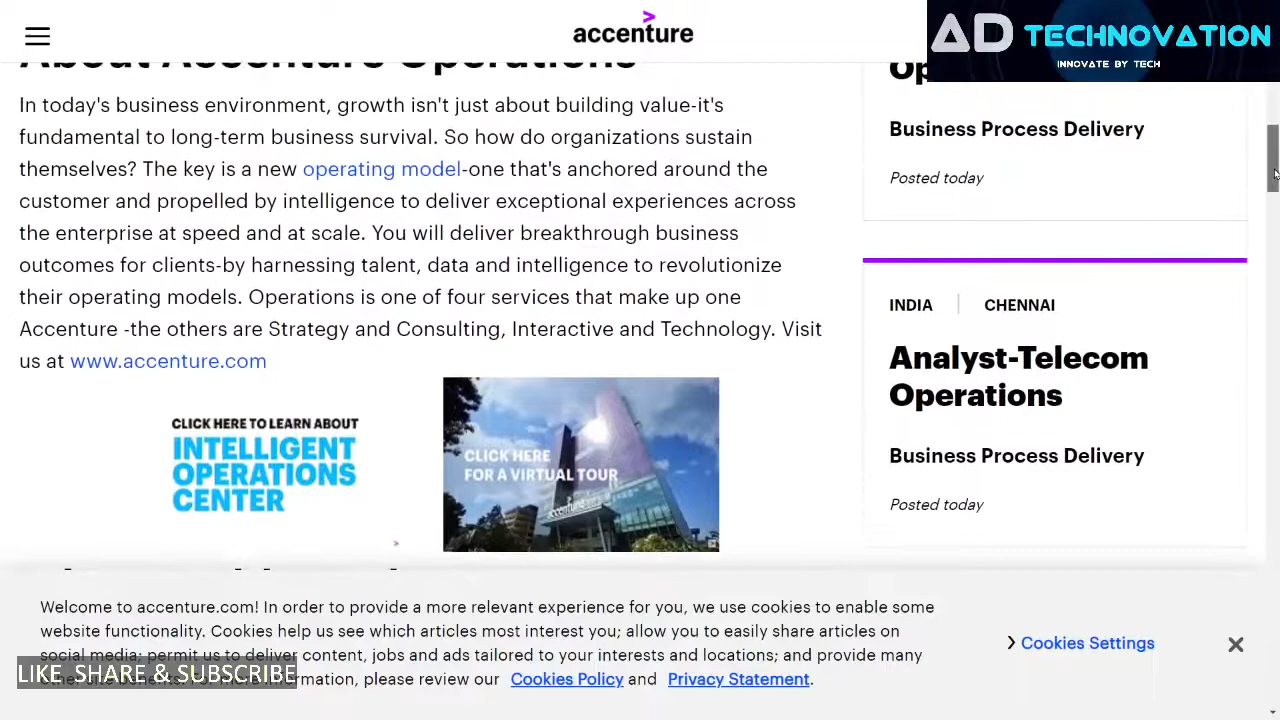 accenture
AD TECHNOVATION
INNOVATE BY TECH
About Accenture Operations
In today's business environment, growth isn't just about building value-it's
fundamental to long-term business survival. So how do organizations sustain
themselves? The key is a new operating model-one that's anchored around the
customer and propelled by intelligence to deliver exceptional experiences across
the enterprise at speed and at scale. You will deliver breakthrough business
outcomes for clients-by harnessing talent, data and intelligence to revolutionize
their operating models. Operations is one of four services that make up one
Accenture -the others are Strategy and Consulting, Interactive and Technology. Visit
us at www.accenture.com
CLICK HERE TO LEARN ABOUT
INTELLIGENT
OPERATIONS
CENTER
CLICK HERE
FOR A VIRTUAL TOUR
accenture
Business Process Delivery
Posted today
INDIA | CHENNAI
Analyst-Telecom
Operations
Business Process Delivery
Posted today
Welcome to accenture.com! In order to provide a more relevant experience for you, we use cookies to enable some
website functionality. Cookies help us see which articles most interest you; allow you to easily share articles on
social media; permit us to deliver content, jobs and ads tailored to your interests and locations; and provide many
information, please review our Cookies Policy and Privacy Statement.
Cookies Settings
LIKE SHARE & SUBSCRIBE